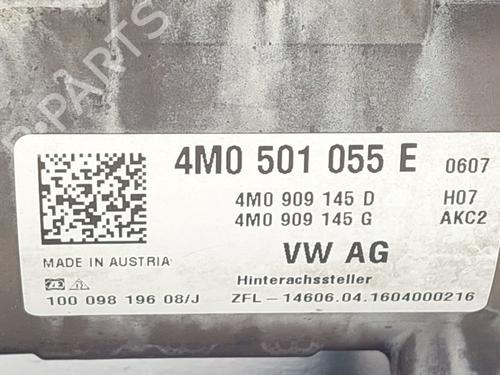 B-PARTS
4M0 501 055 E 0607
4M0 909 145 D H07
4M0 909 145 G AKC2
VW AG
MADE IN AUSTRIA
Hinterachssteller
100 098 196 08/J ZFL-14606.04.1604000216